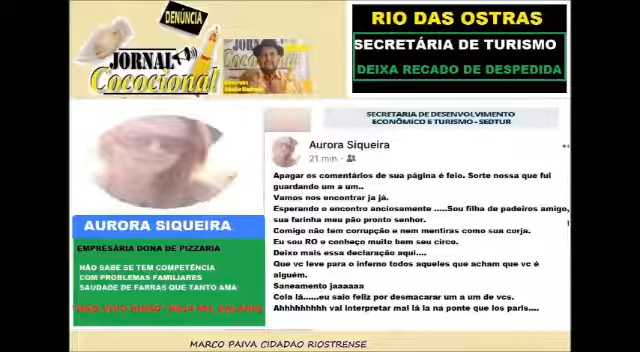 DENÚNCIA
JORNAL
Cococional
JORNAL
RIO DAS OSTRAS
SECRETÁRIA DE TURISMO
DEIXA RECADO DE DESPEDIDA
SECRETARIA DE DESENVOLVIMENTO
ECONÔMICO E TURISMO - SEDTUR
Aurora Siqueira
21 min ·
Apagar os comentários de sua página é feio. Sorte nossa que fui
guardando um a um..
Vamos nos encontrar ja já.
Esperando o encontro anciosamente .....Sou filha de padeiros amigo,
sua farinha meu pão pronto senhor.
Comigo não tem corrupção e nem mentiras como sua corja.
Eu sou RO e conheço muito bem seu circo.
Deixo mais essa declaração aqui....
Que vc leve para o inferno todos aqueles que acham que vc é
alguém.
Saneamento jaaaaaa
Cola lá......eu saio feliz por desmacarar um a um de vcs.
Ahhhhhhhhh vai interpretar mal lá la na ponte que los paris....
AURORA SIQUEIRA
EMPRESÁRIA DONA DE PIZZARIA
NÃO SABE SE TEM COMPETÊNCIA
COM PROBLEMAS FAMILIARES
SAUDADE DE FARRAS QUE TANTO AMA
MARCO PAIVA CIDADAO RIOSTRENSE